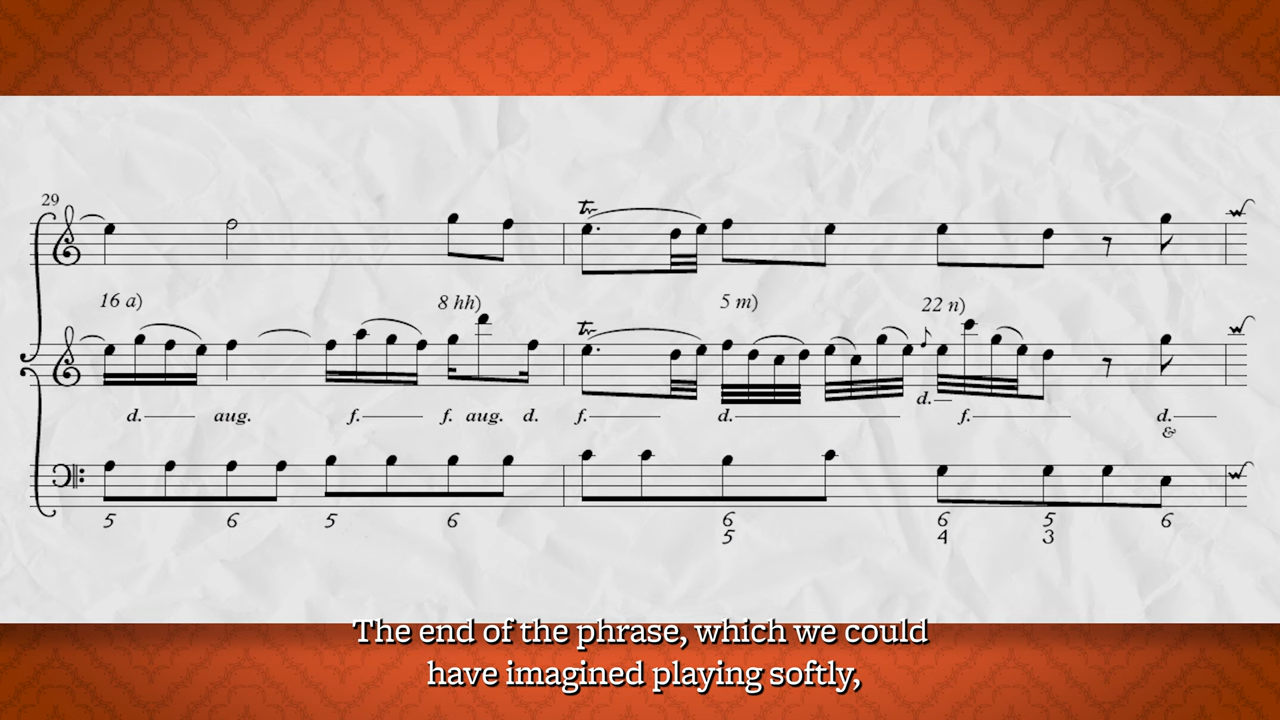 29
tr
16 a) 8 hh) 5 m) 22 n)
tr
d. aug. f. f. aug. d. f. d. d. f. d.
&
5 6 5 6 6 6 5 6
5 4 3
The end of the phrase, which we could
have imagined playing softly,